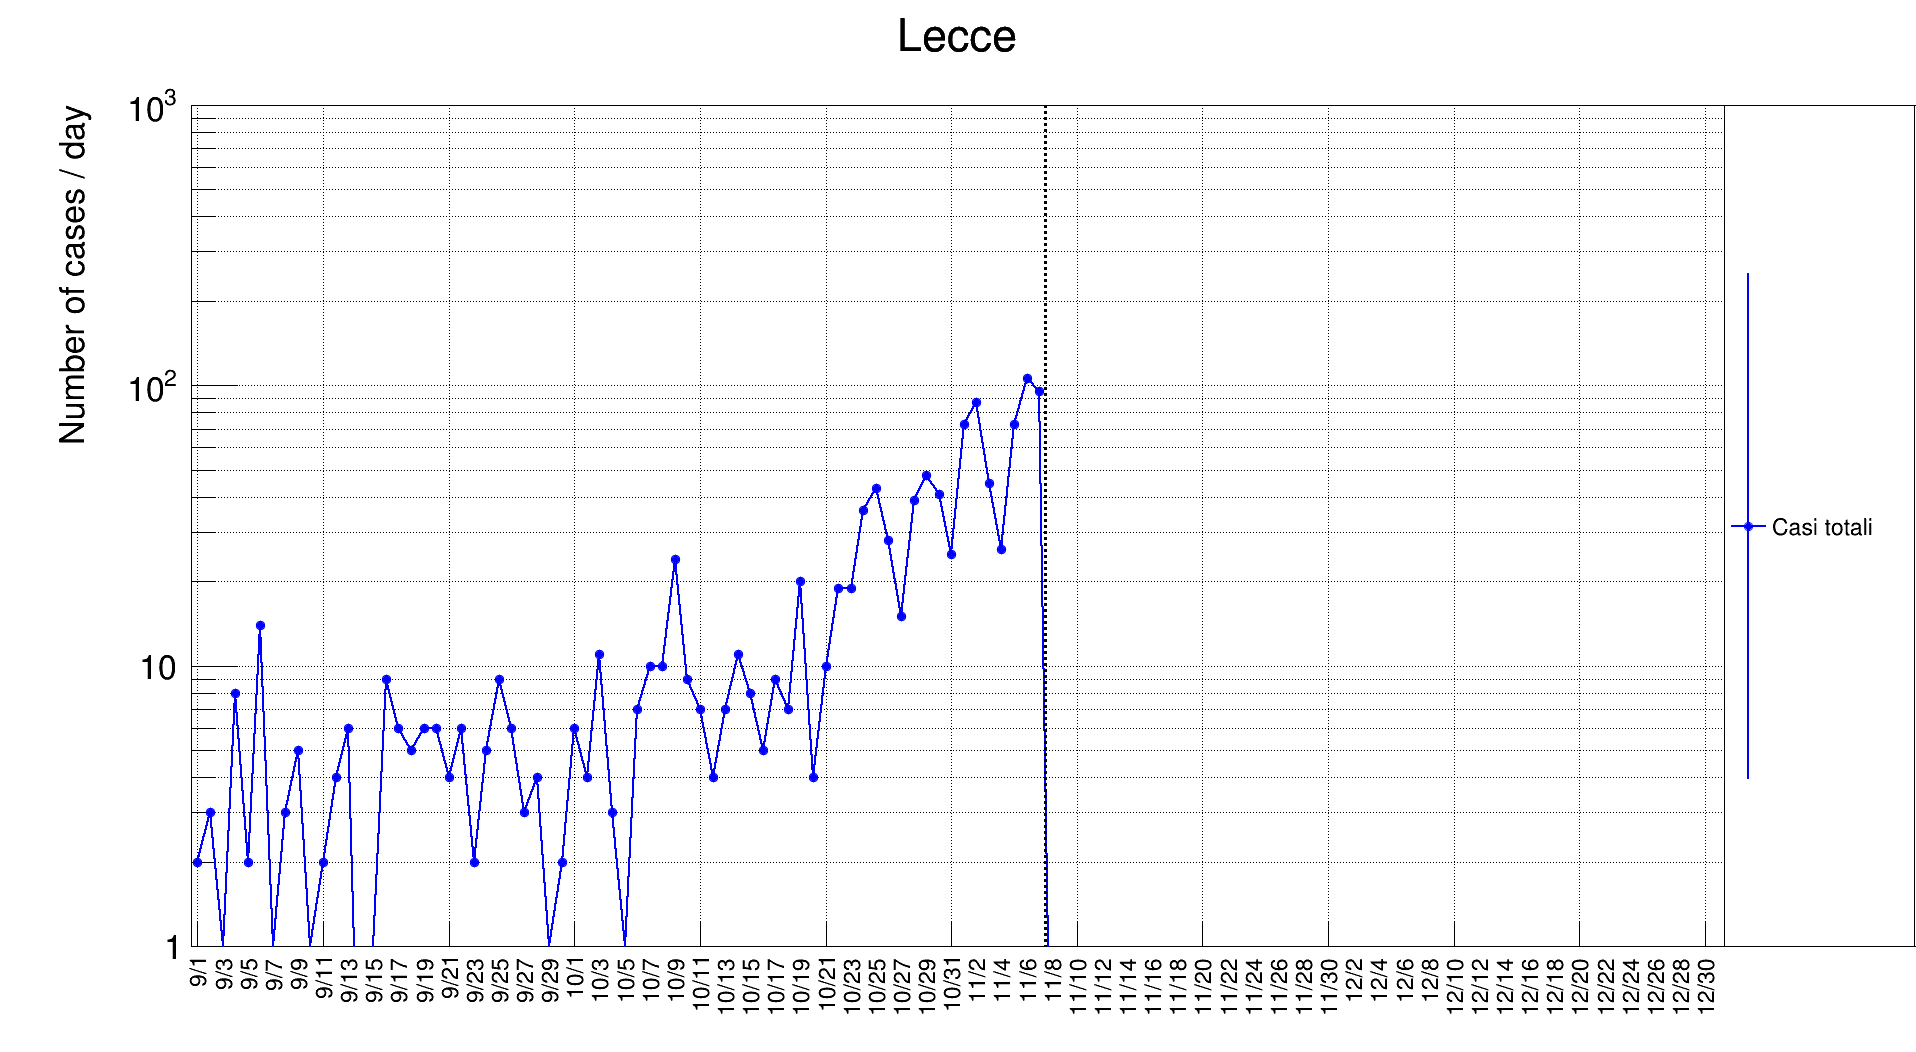 Lecce
Number of cases / day
10³
10²
10
1
9/1 9/3 9/5 9/7 9/9 9/11 9/13 9/15 9/17 9/19 9/21 9/23 9/25 9/27 9/29 10/1 10/3 10/5 10/7 10/9 10/11 10/13 10/15 10/17 10/19 10/21 10/23 10/25 10/27 10/29 10/31 11/2 11/4 11/6 11/8 11/10 11/12 11/14 11/16 11/18 11/20 11/22 11/24 11/26 11/28 11/30 12/2 12/4 12/6 12/8 12/10 12/12 12/14 12/16 12/18 12/20 12/22 12/24 12/26 12/28 12/30
Casi totali